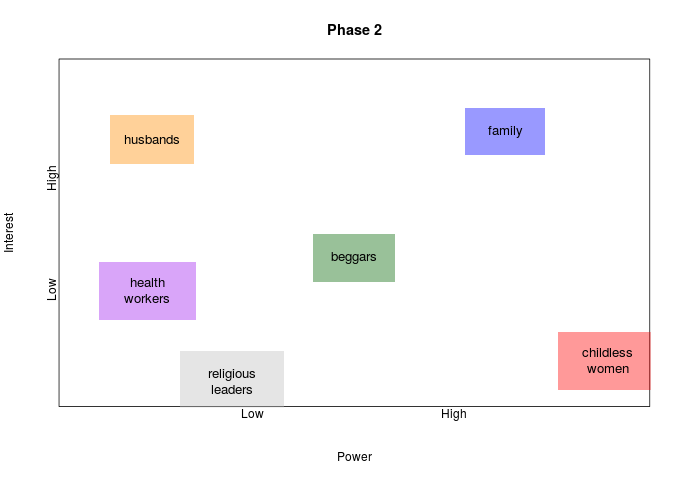 Phase 2
husbands
family
High
Interest
beggars
Low
health
workers
childless
women
religious
leaders
Low
High
Power